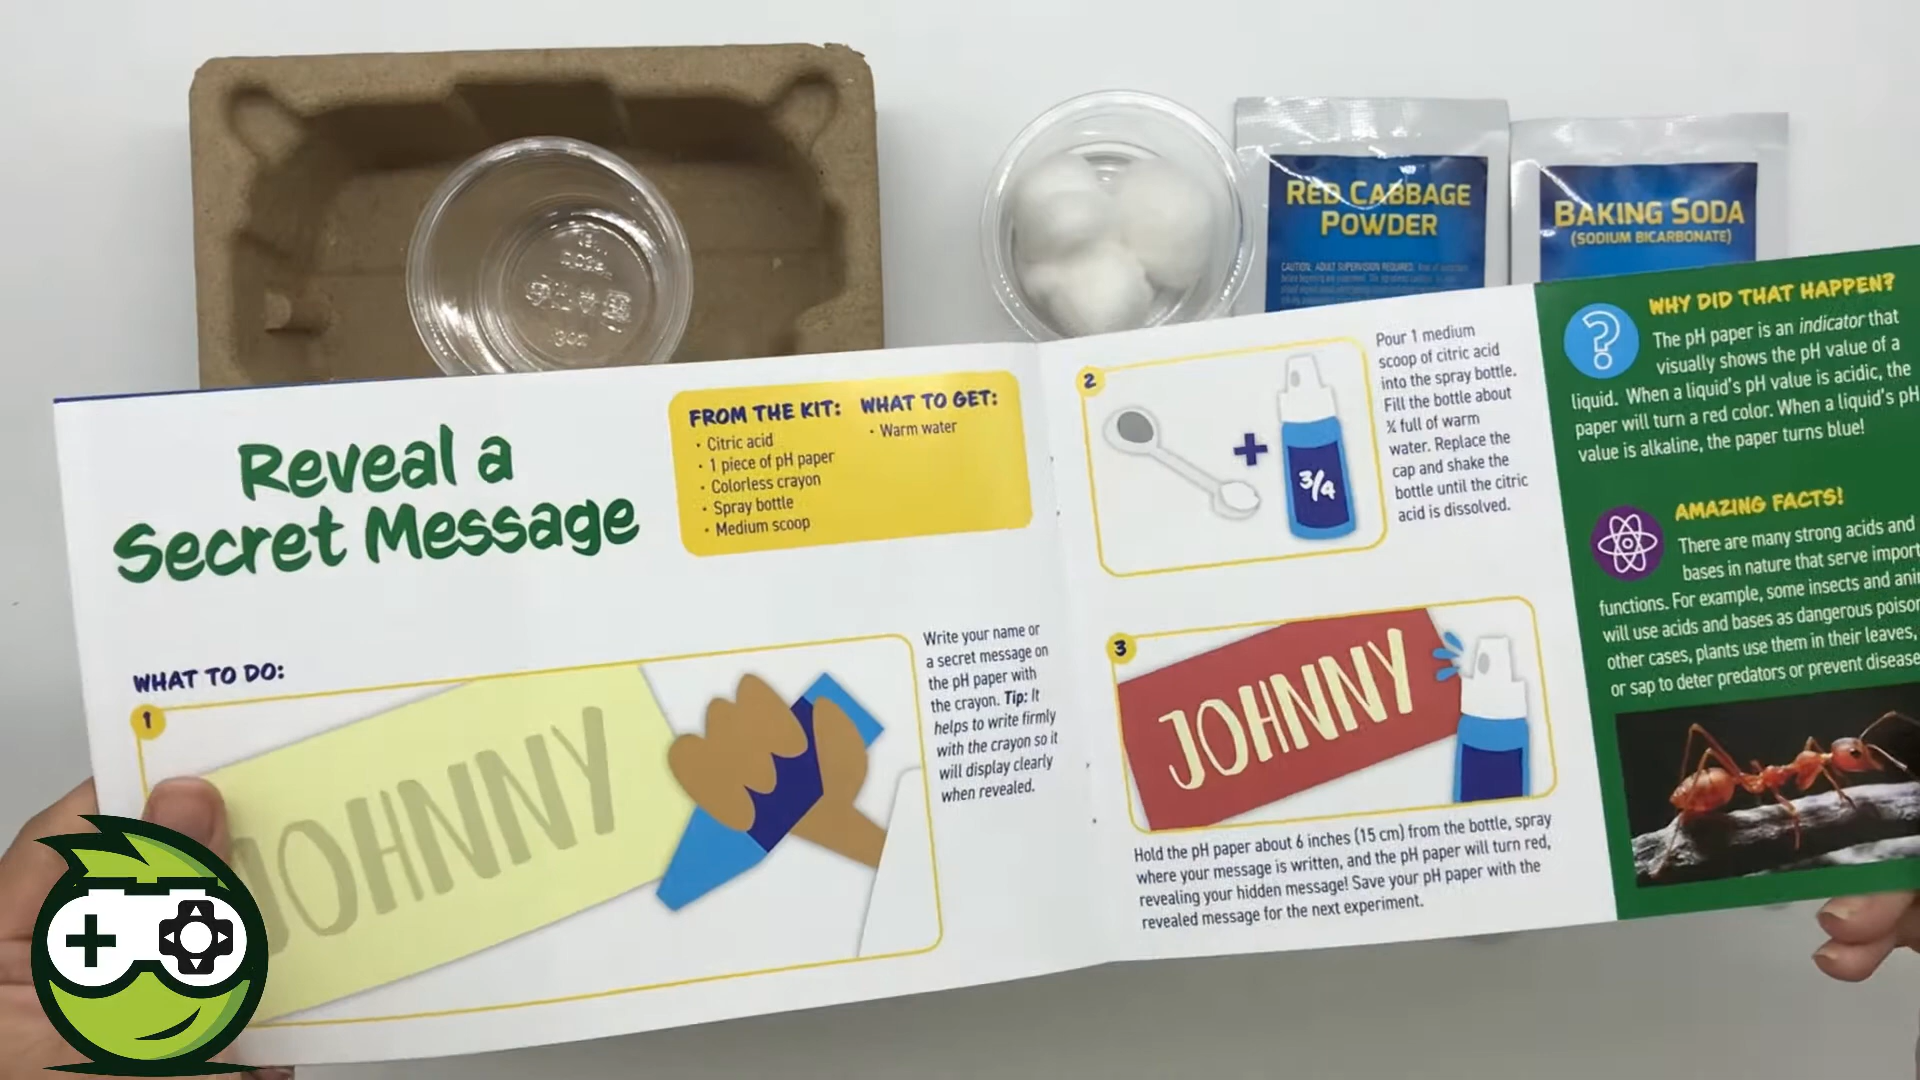 RED CABBAGE
POWDER
CAUTION: ADULT SUPERVISION REQUIRED.
BAKING SODA
(SODIUM BICARBONATE)
Reveal a
Secret Message
FROM THE KIT:
• Citric acid
• 1 piece of pH paper
• Colorless crayon
• Spray bottle
• Medium scoop
WHAT TO GET:
• Warm water
WHAT TO DO:
1
JOHNNY
Write your name or
a secret message on
the pH paper with
the crayon. Tip: It
helps to write firmly
with the crayon so it
will display clearly
when revealed.
2
3/4
Pour 1 medium
scoop of citric acid
into the spray bottle.
Fill the bottle about
¾ full of warm
water. Replace the
cap and shake the
bottle until the citric
acid is dissolved.
3
JOHNNY
Hold the pH paper about 6 inches (15 cm) from the bottle, spray
where your message is written, and the pH paper will turn red,
revealing your hidden message! Save your pH paper with the
revealed message for the next experiment.
WHY DID THAT HAPPEN?
The pH paper is an indicator that
visually shows the pH value of a
liquid. When a liquid's pH value is acidic, the
paper will turn a red color. When a liquid's pH
value is alkaline, the paper turns blue!
AMAZING FACTS!
There are many strong acids and
bases in nature that serve import
functions. For example, some insects and ani
will use acids and bases as dangerous poison
other cases, plants use them in their leaves,
or sap to deter predators or prevent disease